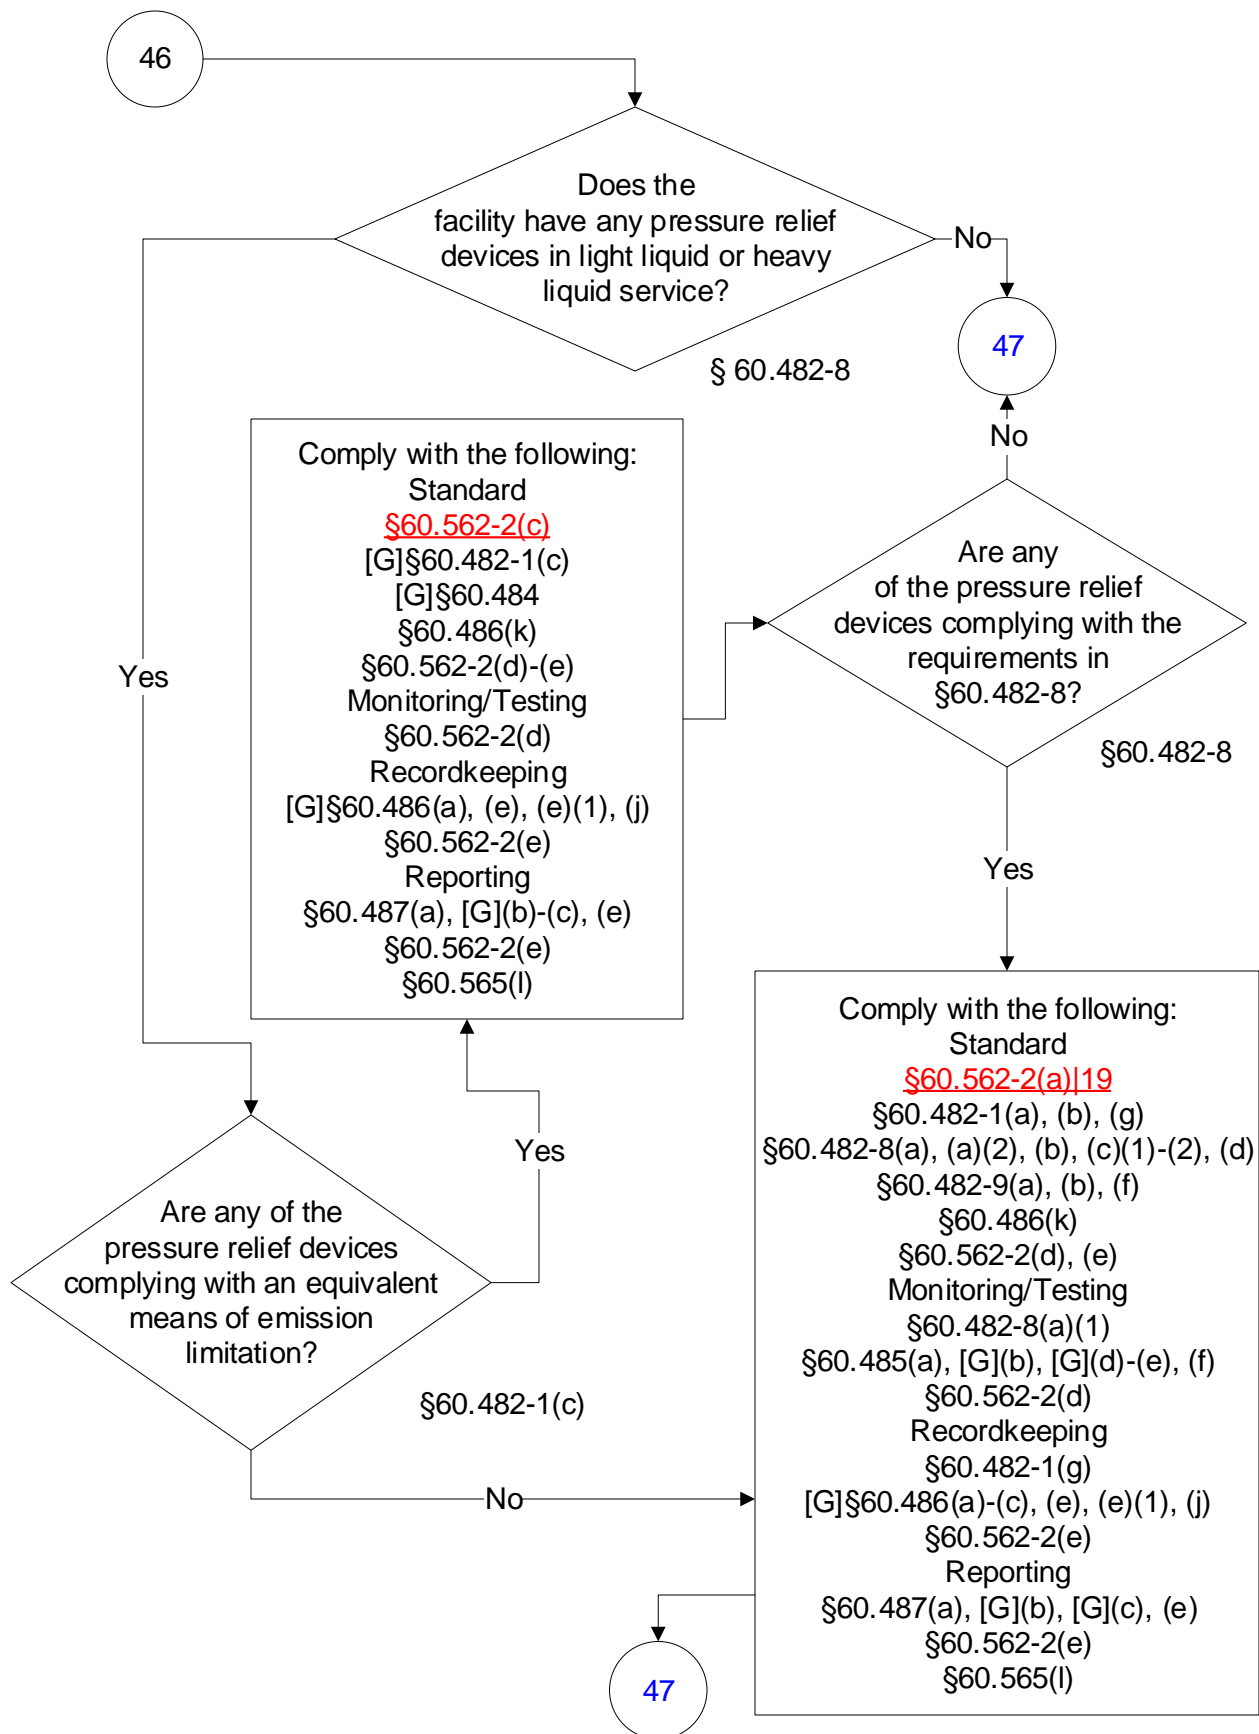 46
Does the
facility have any pressure relief
devices in light liquid or heavy
liquid service?
No
47
§ 60.482-8
Yes
Comply with the following:
Standard
§60.562-2(c)
[G]§60.482-1(c)
[G]§60.484
§60.486(k)
§60.562-2(d)-(e)
Monitoring/Testing
§60.562-2(d)
Recordkeeping
[G]§60.486(a), (e), (e)(1), (j)
§60.562-2(e)
Reporting
§60.487(a), [G](b)-(c), (e)
§60.562-2(e)
§60.565(l)
No
Are any
of the pressure relief
devices complying with the
requirements in
§60.482-8?
§60.482-8
Yes
Are any of the
pressure relief devices
complying with an equivalent
means of emission
limitation?
Yes
§60.482-1(c)
No
Comply with the following:
Standard
§60.562-2(a)|19
§60.482-1(a), (b), (g)
§60.482-8(a), (a)(2), (b), (c)(1)-(2), (d)
§60.482-9(a), (b), (f)
§60.486(k)
§60.562-2(d), (e)
Monitoring/Testing
§60.482-8(a)(1)
§60.485(a), [G](b), [G](d)-(e), (f)
§60.562-2(d)
Recordkeeping
§60.482-1(g)
[G]§60.486(a)-(c), (e), (e)(1), (j)
§60.562-2(e)
Reporting
§60.487(a), [G](b), [G](c), (e)
§60.562-2(e)
§60.565(l)
47